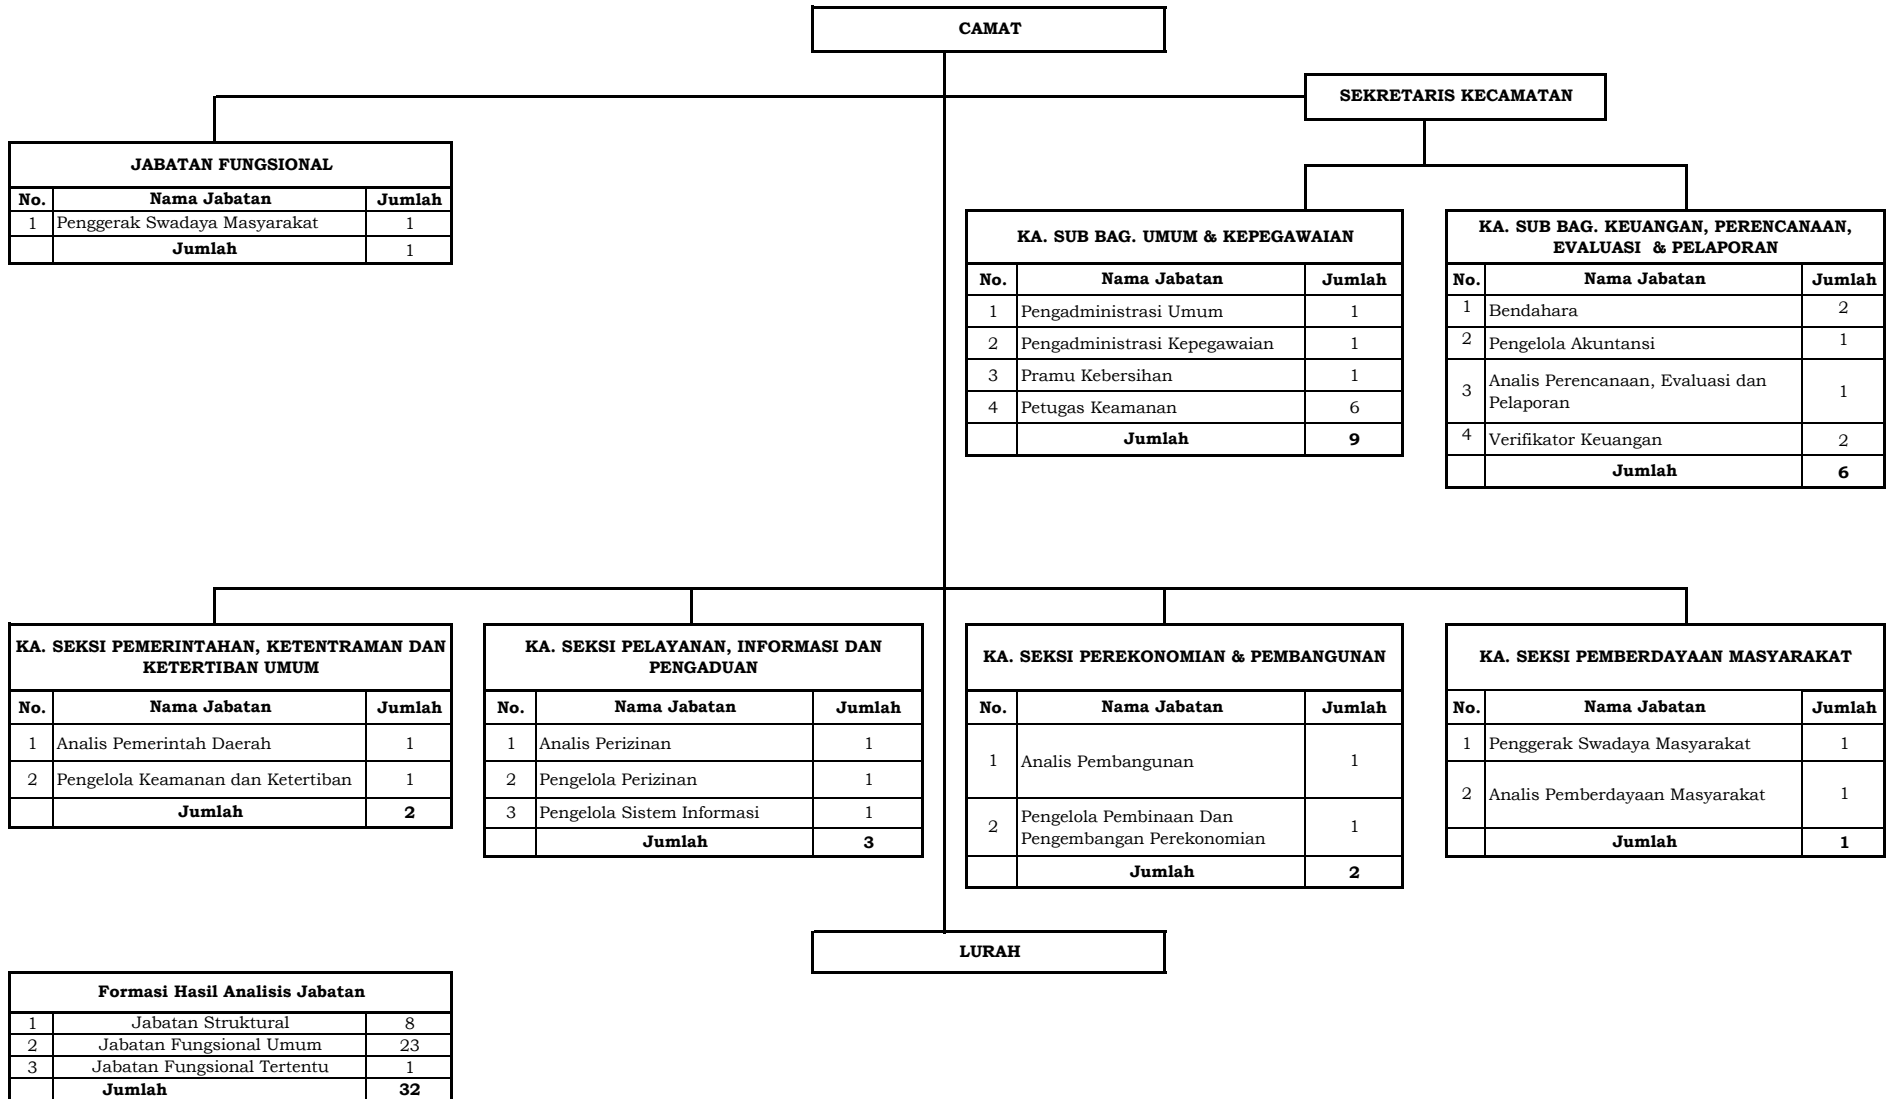 CAMAT
SEKRETARIS KECAMATAN
JABATAN FUNGSIONAL
No. Nama Jabatan Jumlah
1 Penggerak Swadaya Masyarakat 1
Jumlah 1
KA. SUB BAG. UMUM & KEPEGAWAIAN
No. Nama Jabatan Jumlah
1 Pengadministrasi Umum 1
2 Pengadministrasi Kepegawaian 1
3 Pramu Kebersihan 1
4 Petugas Keamanan 6
Jumlah 9
KA. SUB BAG. KEUANGAN, PERENCANAAN,
EVALUASI & PELAPORAN
No. Nama Jabatan Jumlah
1 Bendahara 2
2 Pengelola Akuntansi 1
3 Analis Perencanaan, Evaluasi dan
Pelaporan 1
4 Verifikator Keuangan 2
Jumlah 6
KA. SEKSI PEMERINTAHAN, KETENTRAMAN DAN
KETERTIBAN UMUM
No. Nama Jabatan Jumlah
1 Analis Pemerintah Daerah 1
2 Pengelola Keamanan dan Ketertiban 1
Jumlah 2
KA. SEKSI PELAYANAN, INFORMASI DAN
PENGADUAN
No. Nama Jabatan Jumlah
1 Analis Perizinan 1
2 Pengelola Perizinan 1
3 Pengelola Sistem Informasi 1
Jumlah 3
KA. SEKSI PEREKONOMIAN & PEMBANGUNAN
No. Nama Jabatan Jumlah
1 Analis Pembangunan 1
2 Pengelola Pembinaan Dan
Pengembangan Perekonomian 1
Jumlah 2
KA. SEKSI PEMBERDAYAAN MASYARAKAT
No. Nama Jabatan Jumlah
1 Penggerak Swadaya Masyarakat 1
2 Analis Pemberdayaan Masyarakat 1
Jumlah 1
LURAH
Formasi Hasil Analisis Jabatan
1 Jabatan Struktural 8
2 Jabatan Fungsional Umum 23
3 Jabatan Fungsional Tertentu 1
Jumlah 32